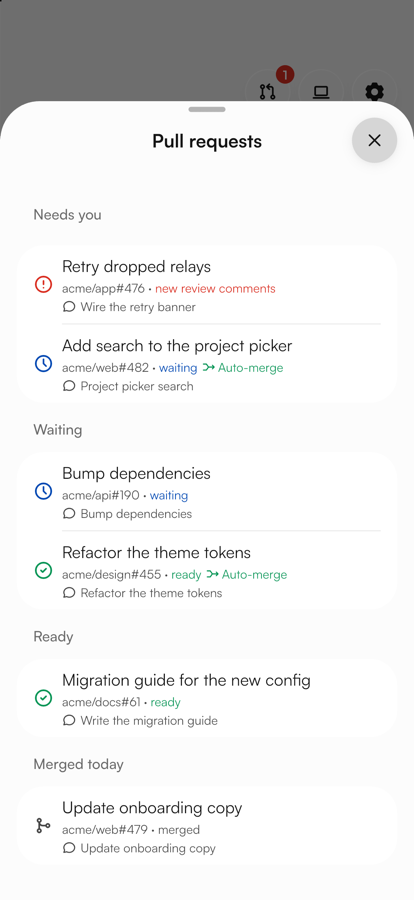 1
Pull requests
Needs you
Retry dropped relays
acme/app#476 · new review comments
Wire the retry banner
Add search to the project picker
acme/web#482 · waiting Auto-merge
Project picker search
Waiting
Bump dependencies
acme/api#190 · waiting
Bump dependencies
Refactor the theme tokens
acme/design#455 · ready Auto-merge
Refactor the theme tokens
Ready
Migration guide for the new config
acme/docs#61 · ready
Write the migration guide
Merged today
Update onboarding copy
acme/web#479 · merged
Update onboarding copy